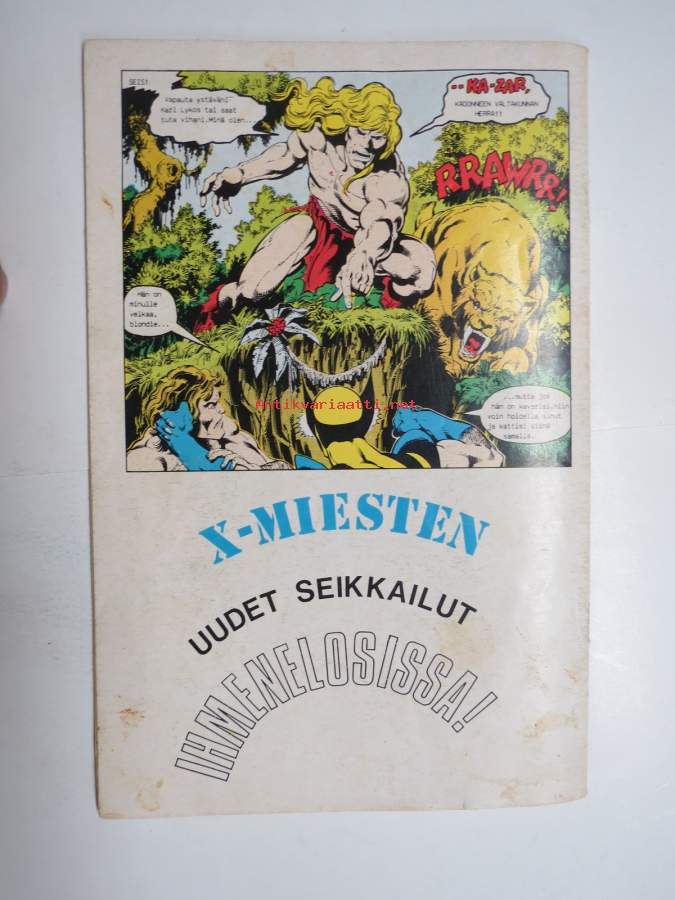 SEIS!
Vapauta ystäväni
Karl Lykos tai saat
tuta vihani.Minä olen...
--KA-ZAR,
KADONNEEN VALTAKUNNAN
HERRA!!
RRAWRR!
Hän on
minulle
velkaa,
blondie...
antikvariaatti.net
...mutta jos
hän on kaverisi,niin
voin hoidella sinut
ja kattisi siinä
samalla.
X-MIESTEN
UUDET SEIKKAILUT
IHMENELOSISSA!